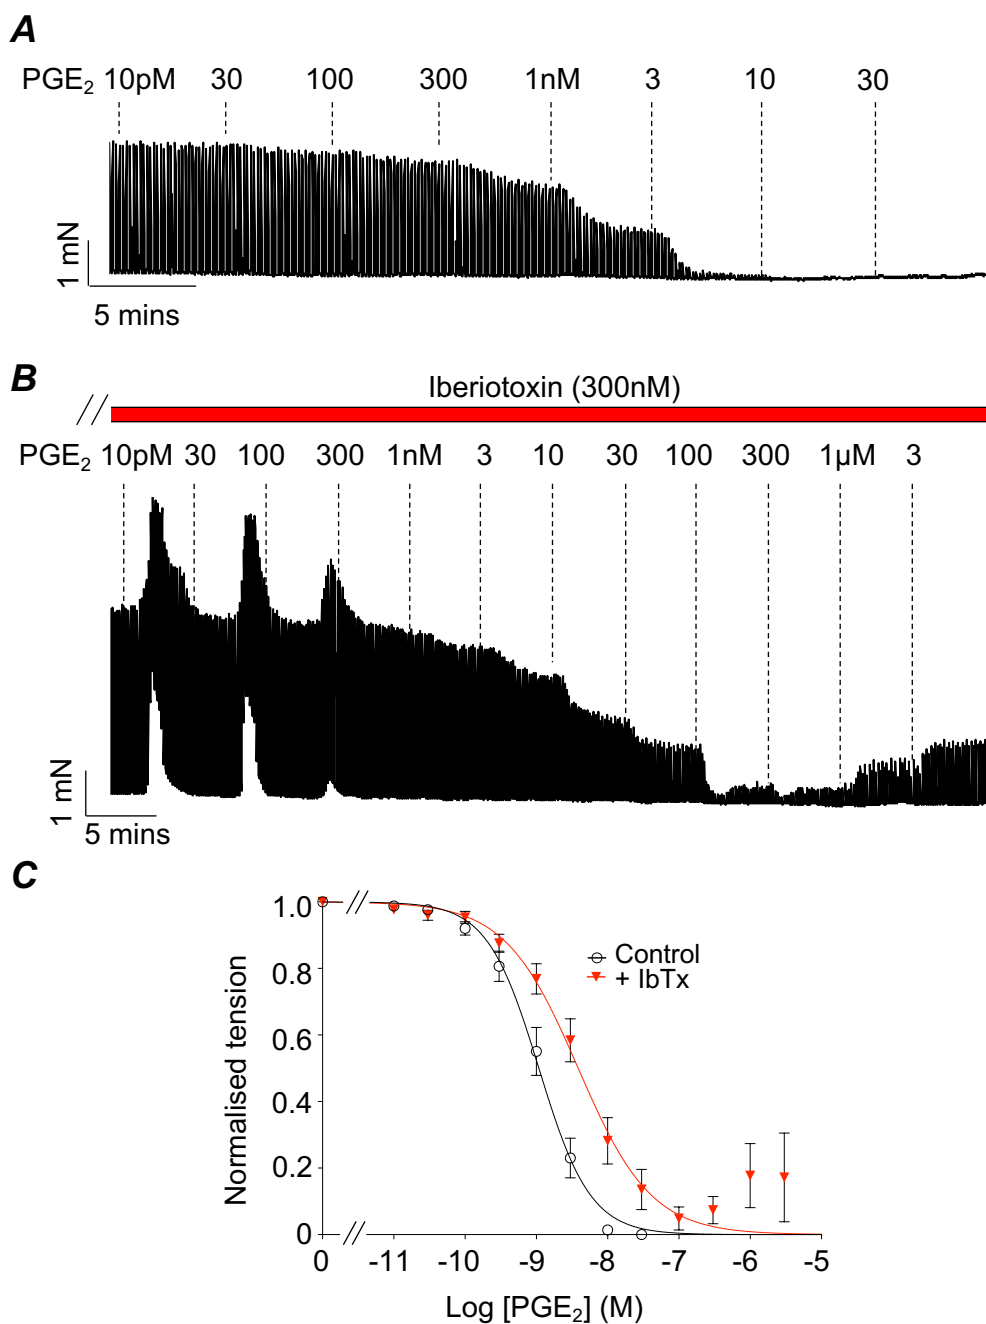 A
PGE2 10pM 30 100 300 1nM 3 10 30
1 mN
5 mins
B
Iberiotoxin (300nM)
PGE2 10pM 30 100 300 1nM 3 10 30 100 300 1µM 3
1 mN
5 mins
C
1.0
0.8
0.6
0.4
0.2
0
Normalised tension
Control
+ IbTx
0 -11 -10 -9 -8 -7 -6 -5
Log [PGE2] (M)